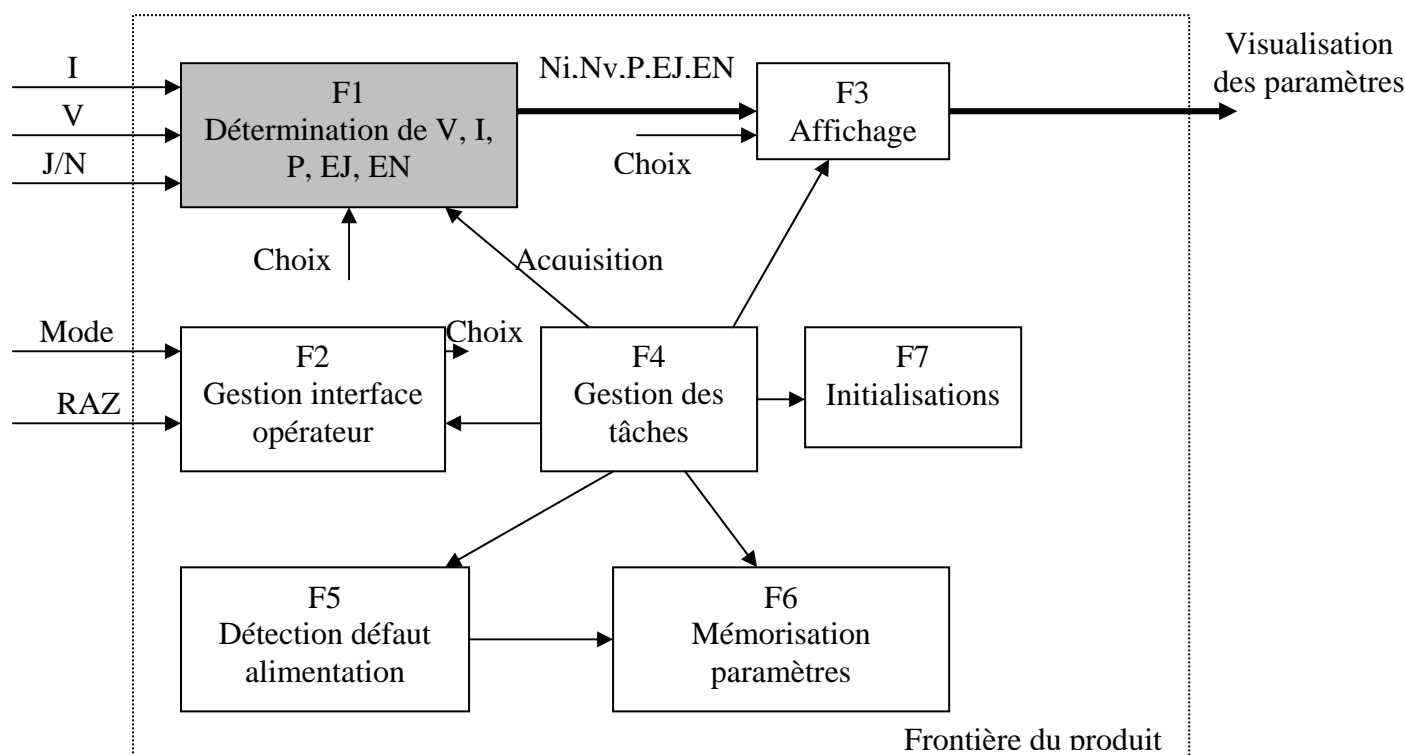 Visualisation
des paramètres
I
V
J/N
F1
Détermination de V, I,
P, EJ, EN
Ni,Nv,P,EJ,EN
F3
Affichage
Choix
Choix
Acquisition
Mode
RAZ
F2
Gestion interface
opérateur
Choix
F4
Gestion des
tâches
F7
Initialisations
F5
Détection défaut
alimentation
F6
Mémorisation
paramètres
Frontière du produit